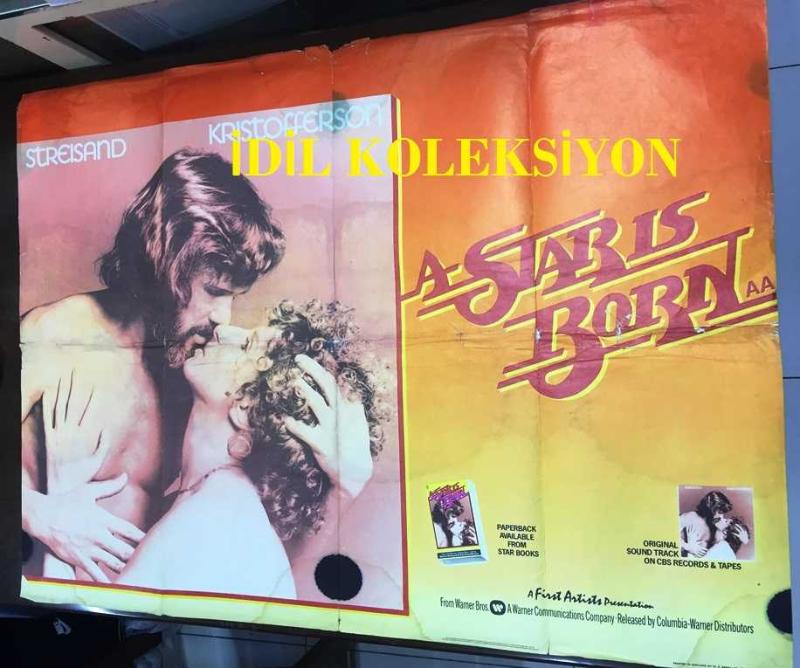 STREISAND
KRISTOFFERSON
İDİL KOLEKSİYON
A STAR IS
BORN AA
PAPERBACK
AVAILABLE
FROM
STAR BOOKS
ORIGINAL
SOUND TRACK
ON CBS RECORDS & TAPES
A First Artists Presentation
From Warner Bros. A Warner Communications Company · Released by Columbia-Warner Distributors